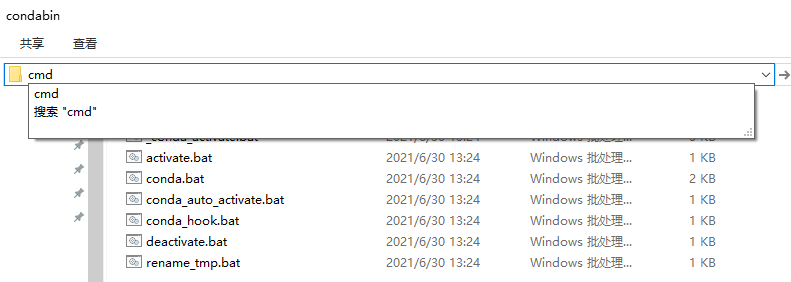 condabin
共享 查看
cmd
cmd
搜索 "cmd"
_conda_activate.bat 2021/6/30 13:24 Windows 批处理... 3 KB
activate.bat 2021/6/30 13:24 Windows 批处理... 1 KB
conda.bat 2021/6/30 13:24 Windows 批处理... 2 KB
conda_auto_activate.bat 2021/6/30 13:24 Windows 批处理... 1 KB
conda_hook.bat 2021/6/30 13:24 Windows 批处理... 1 KB
deactivate.bat 2021/6/30 13:24 Windows 批处理... 1 KB
rename_tmp.bat 2021/6/30 13:24 Windows 批处理... 1 KB